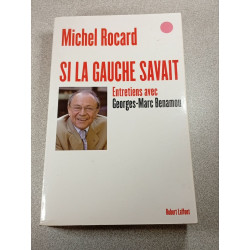 Michel Rocard
SI LA GAUCHE SAVAIT
Entretiens avec
Georges-Marc Benamou
Robert Laffont